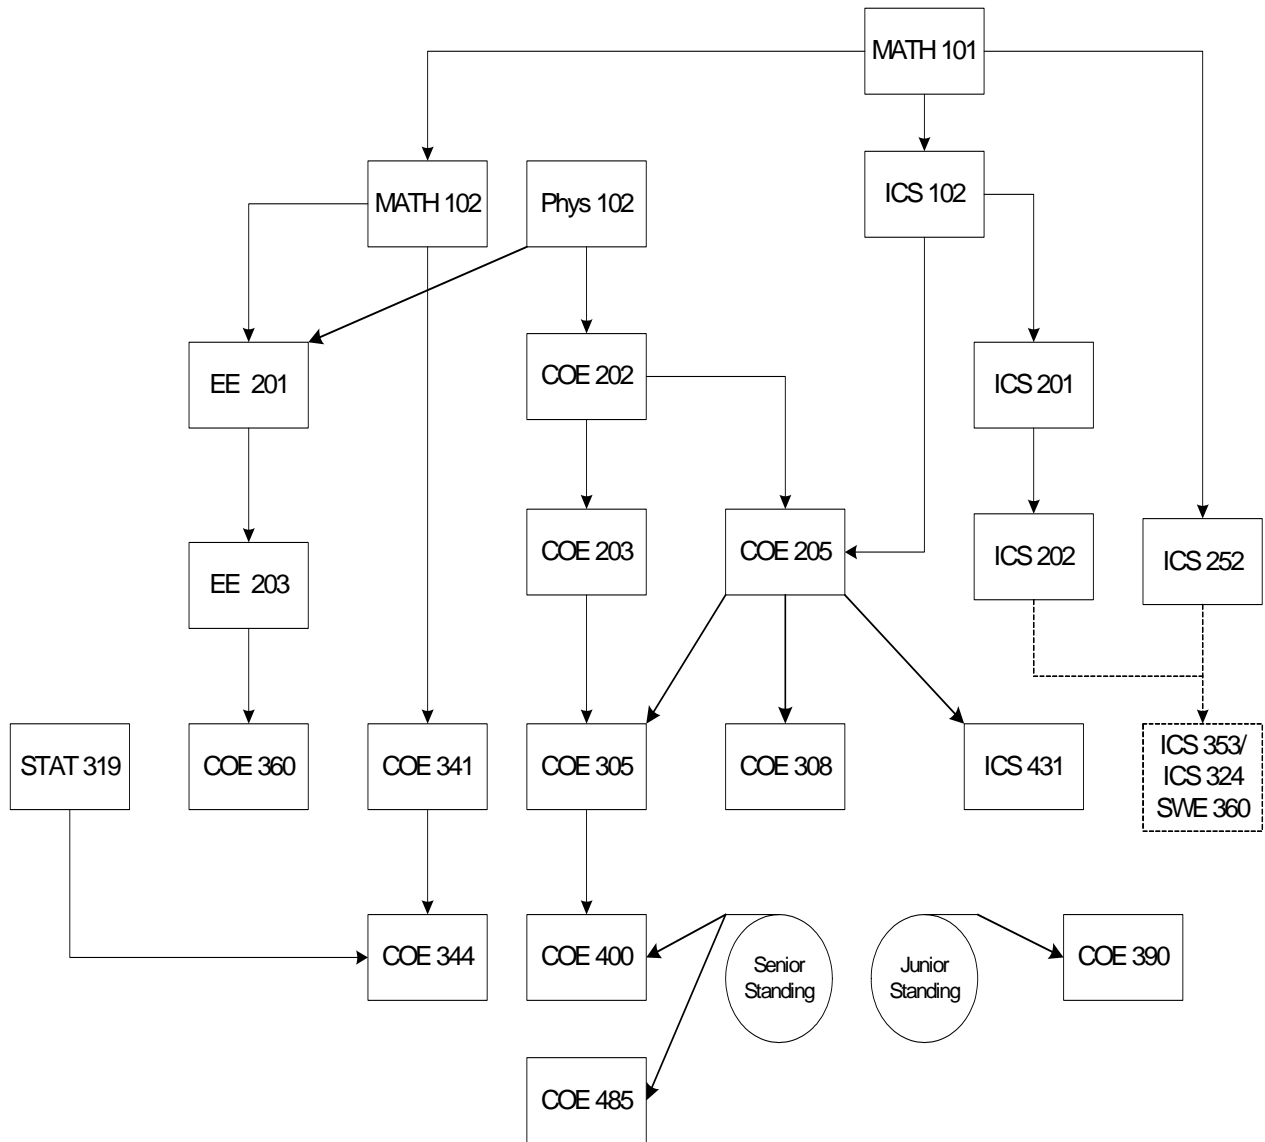 MATH 101
MATH 102
Phys 102
ICS 102
EE 201
COE 202
ICS 201
COE 203
COE 205
ICS 202
ICS 252
EE 203
STAT 319
COE 360
COE 341
COE 305
COE 308
ICS 431
ICS 353/
ICS 324
SWE 360
COE 344
COE 400
Senior
Standing
Junior
Standing
COE 390
COE 485